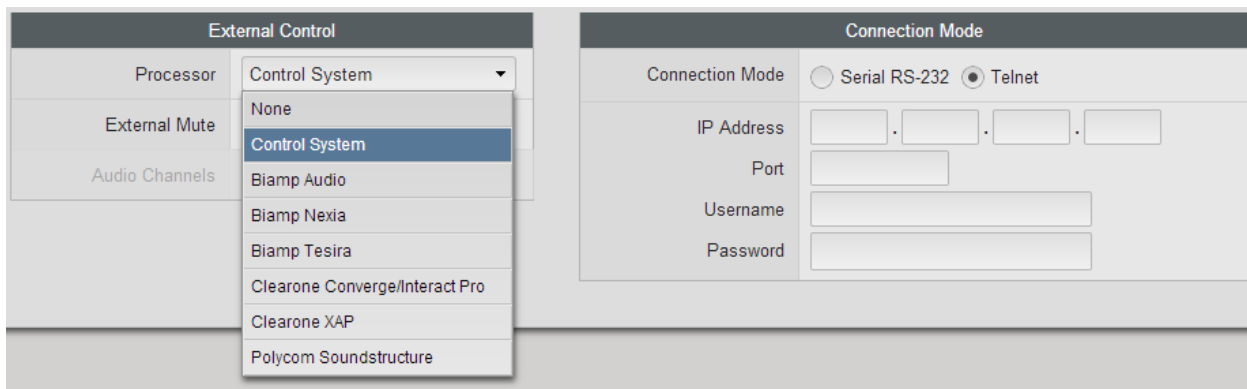 External Control
Processor Control System
None
External Mute
Control System
Audio Channels
Biamp Audio
Biamp Nexia
Biamp Tesira
Clearone Converge/Interact Pro
Clearone XAP
Polycom Soundstructure
Connection Mode
Connection Mode Serial RS-232 Telnet
IP Address . . .
Port
Username
Password